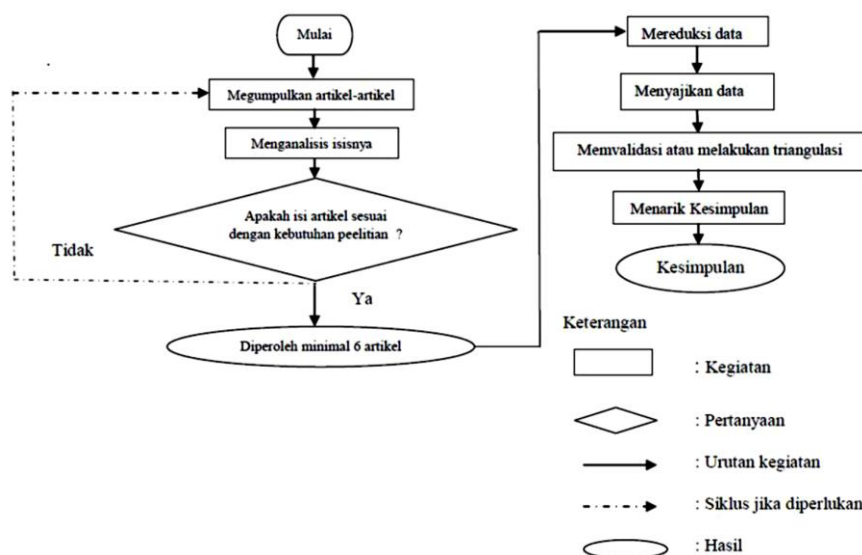 Mulai
Megumpulkan artikel-artikel
Menganalisis isisnya
Apakah isi artikel sesuai
dengan kebutuhan peelitian ?
Tidak
Ya
Diperoleh minimal 6 artikel
Mereduksi data
Menyajikan data
Memvalidasi atau melakukan triangulasi
Menarik Kesimpulan
Kesimpulan
Keterangan
: Kegiatan
: Pertanyaan
: Urutan kegiatan
: Siklus jika diperlukan
: Hasil